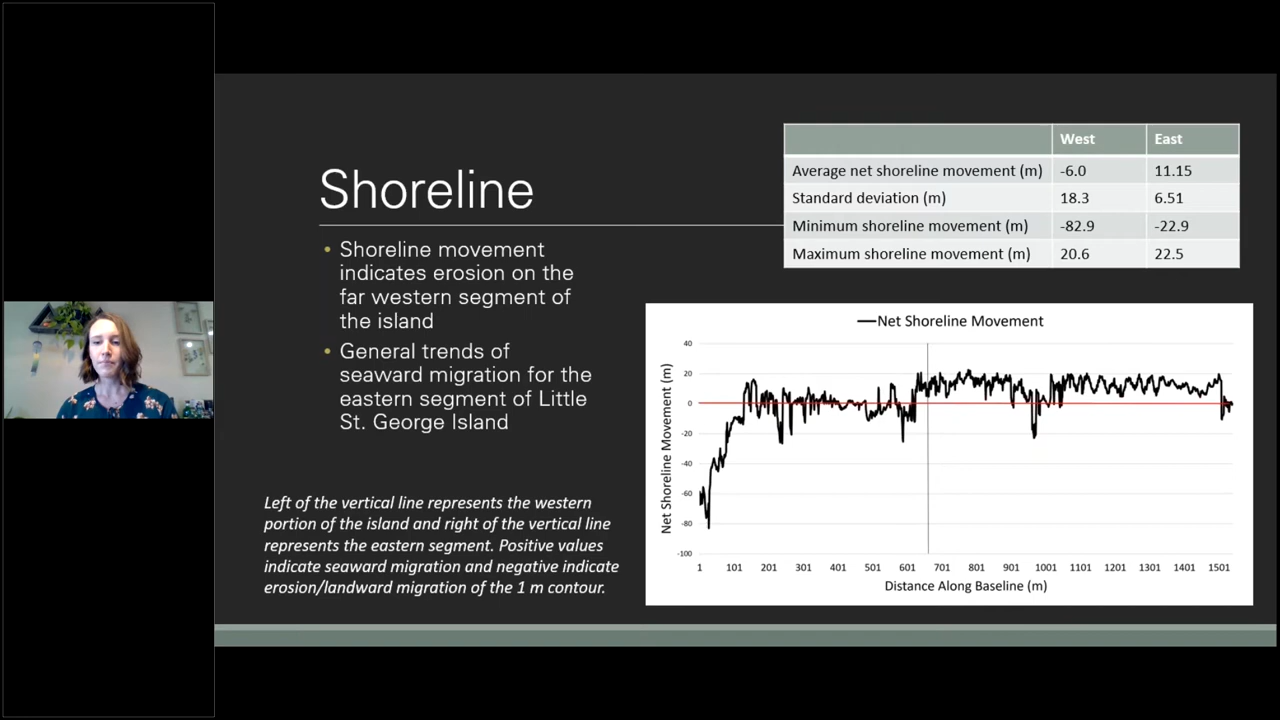 Shoreline
• Shoreline movement
indicates erosion on the
far western segment of
the island
• General trends of
seaward migration for the
eastern segment of Little
St. George Island
Left of the vertical line represents the western
portion of the island and right of the vertical line
represents the eastern segment. Positive values
indicate seaward migration and negative indicate
erosion/landward migration of the 1 m contour.
West East
Average net shoreline movement (m) -6.0 11.15
Standard deviation (m) 18.3 6.51
Minimum shoreline movement (m) -82.9 -22.9
Maximum shoreline movement (m) 20.6 22.5
Net Shoreline Movement
Net Shoreline Movement (m)
40
20
0
-20
-40
-60
-80
-100
1 101 201 301 401 501 601 701 801 901 1001 1101 1201 1301 1401 1501
Distance Along Baseline (m)